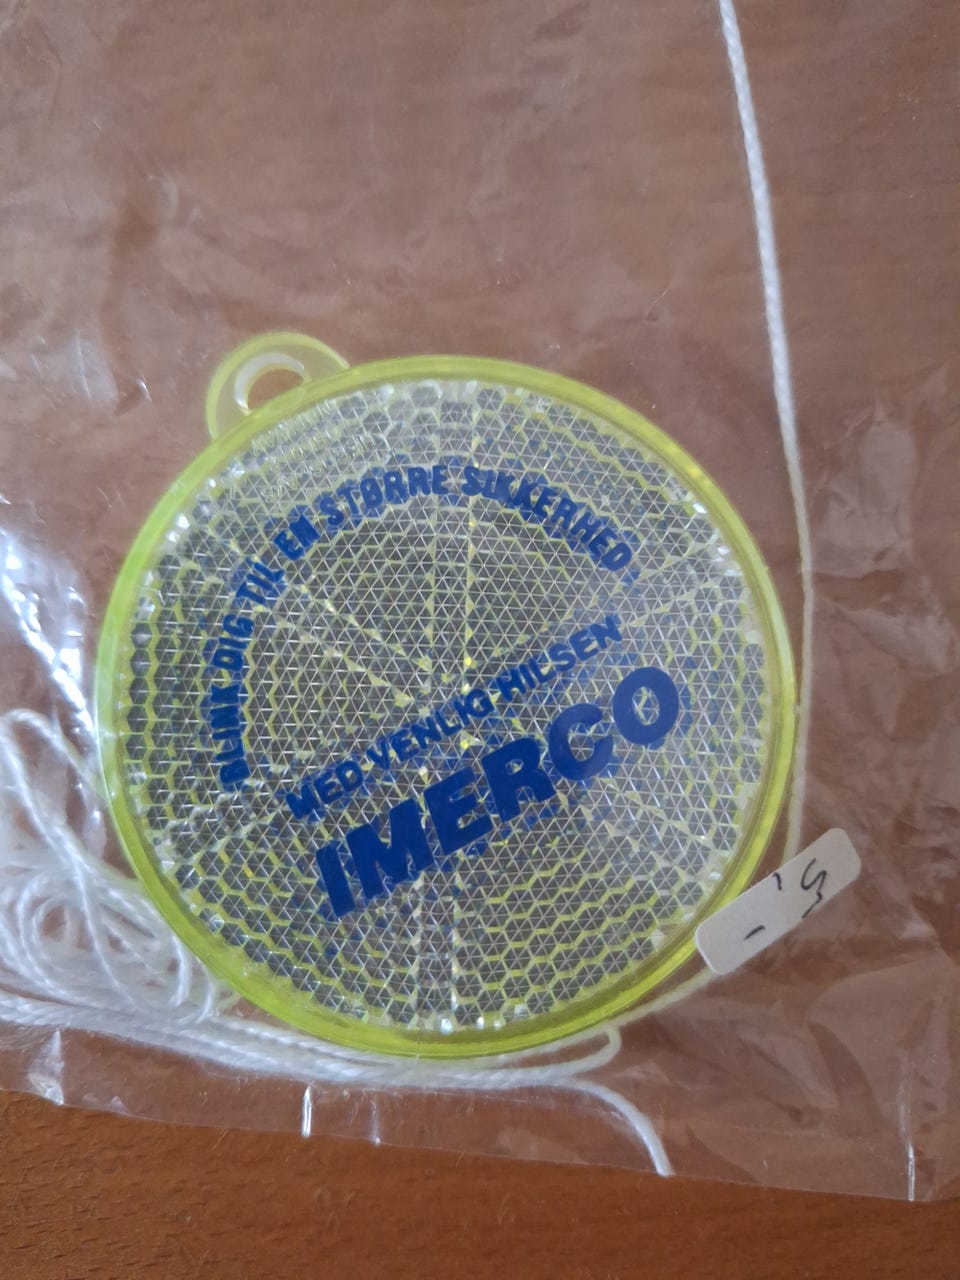 BLINK DIG TIL EN STØRRE SIKKERHED
MED VENLIG HILSEN
IMERCO